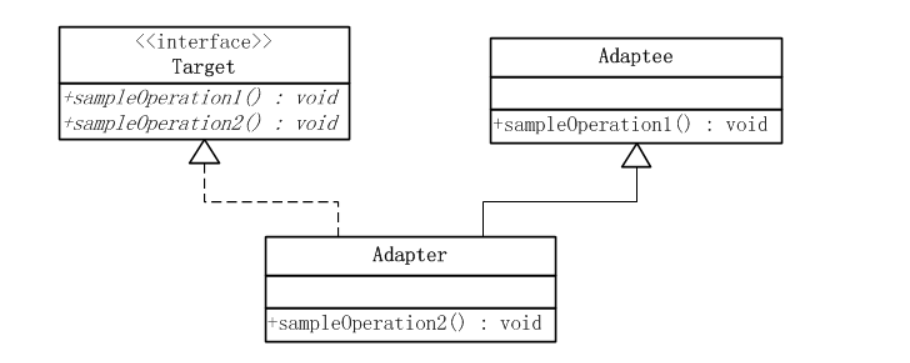 <<interface>>
Target
+sampleOperation1() : void
+sampleOperation2() : void
Adaptee
+sampleOperation1() : void
Adapter
+sampleOperation2() : void